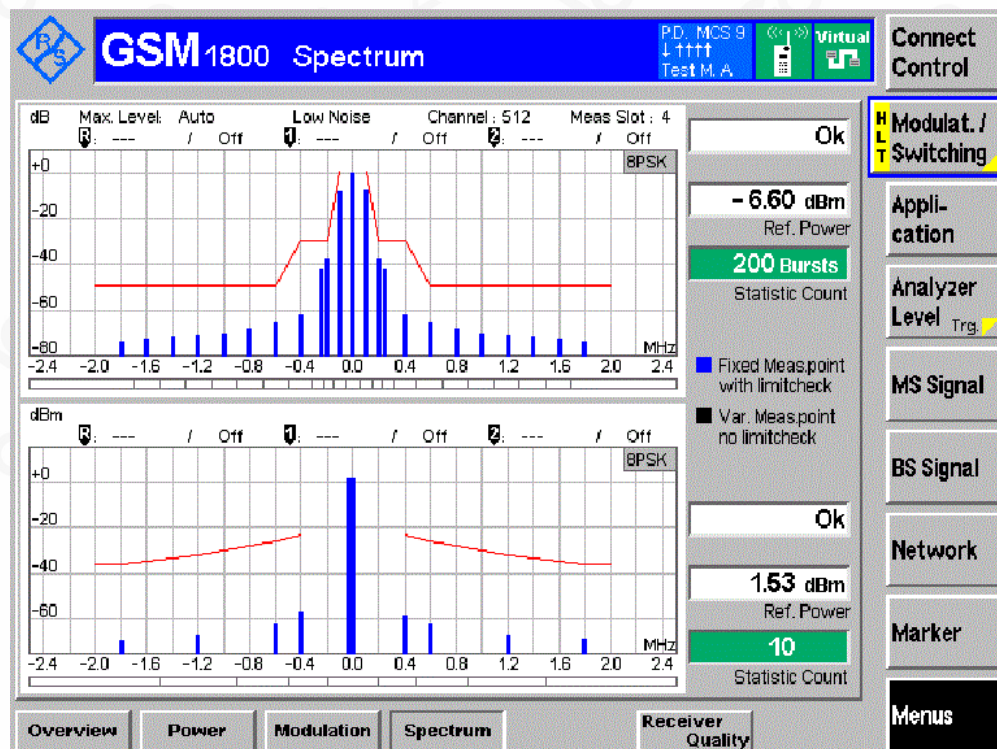 R/S
GSM 1800 Spectrum
P.D. MCS 9
↓ ↑↑↑↑
Test M. A
Virtual
Connect Control
dB Max. Level: Auto Low Noise Channel : 512 Meas Slot : 4
R: --- / Off 1: --- / Off 2: --- / Off
8PSK
+0
-20
-40
-60
-80
MHz
-2.4 -2.0 -1.6 -1.2 -0.8 -0.4 0.0 0.4 0.8 1.2 1.6 2.0 2.4
Ok
-6.60 dBm
Ref. Power
200 Bursts
Statistic Count
Fixed Meas.point
with limitcheck
Var. Meas.point
no limitcheck
dBm
R: --- / Off 1: --- / Off 2: --- / Off
8PSK
+0
-20
-40
-60
MHz
-2.4 -2.0 -1.6 -1.2 -0.8 -0.4 0.0 0.4 0.8 1.2 1.6 2.0 2.4
Ok
1.53 dBm
Ref. Power
10
Statistic Count
HLT
Modulat. /
Switching
Appli-
cation
Analyzer
Level Trg.
MS Signal
BS Signal
Network
Marker
Menus
Overview Power Modulation Spectrum Receiver
Quality